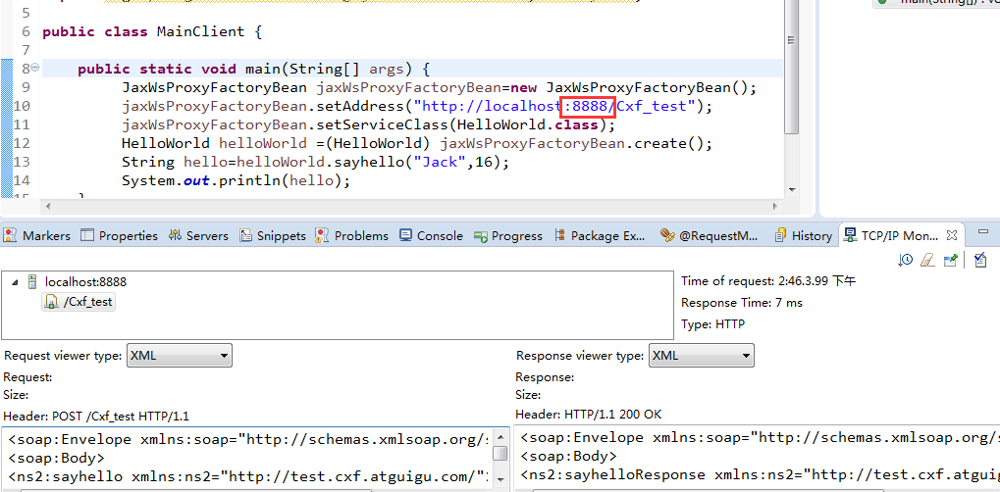 main(String[]) : v
5
6 public class MainClient {
7
8 public static void main(String[] args) {
9 JaxWsProxyFactoryBean jaxWsProxyFactoryBean=new JaxWsProxyFactoryBean();
10 jaxWsProxyFactoryBean.setAddress("http://localhost:8888/Cxf_test");
11 jaxWsProxyFactoryBean.setServiceClass(HelloWorld.class);
12 HelloWorld helloWorld =(HelloWorld) jaxWsProxyFactoryBean.create();
13 String hello=helloWorld.sayhello("Jack",16);
14 System.out.println(hello);
Markers Properties Servers Snippets Problems Console Progress Package Ex... @RequestM... History TCP/IP Mon...
localhost:8888
/Cxf_test
Time of request: 2:46.3.99 下午
Response Time: 7 ms
Type: HTTP
Request viewer type: XML
Response viewer type: XML
Request:
Response:
Size:
Size:
Header: POST /Cxf_test HTTP/1.1
Header: HTTP/1.1 200 OK
<soap:Envelope xmlns:soap="http://schemas.xmlsoap.org/s
<soap:Body>
<ns2:sayhello xmlns:ns2="http://test.cxf.atguigu.com/"
<soap:Envelope xmlns:soap="http://schemas.xmlsoap.org/
<soap:Body>
<ns2:sayhelloResponse xmlns:ns2="http://test.cxf.atgui